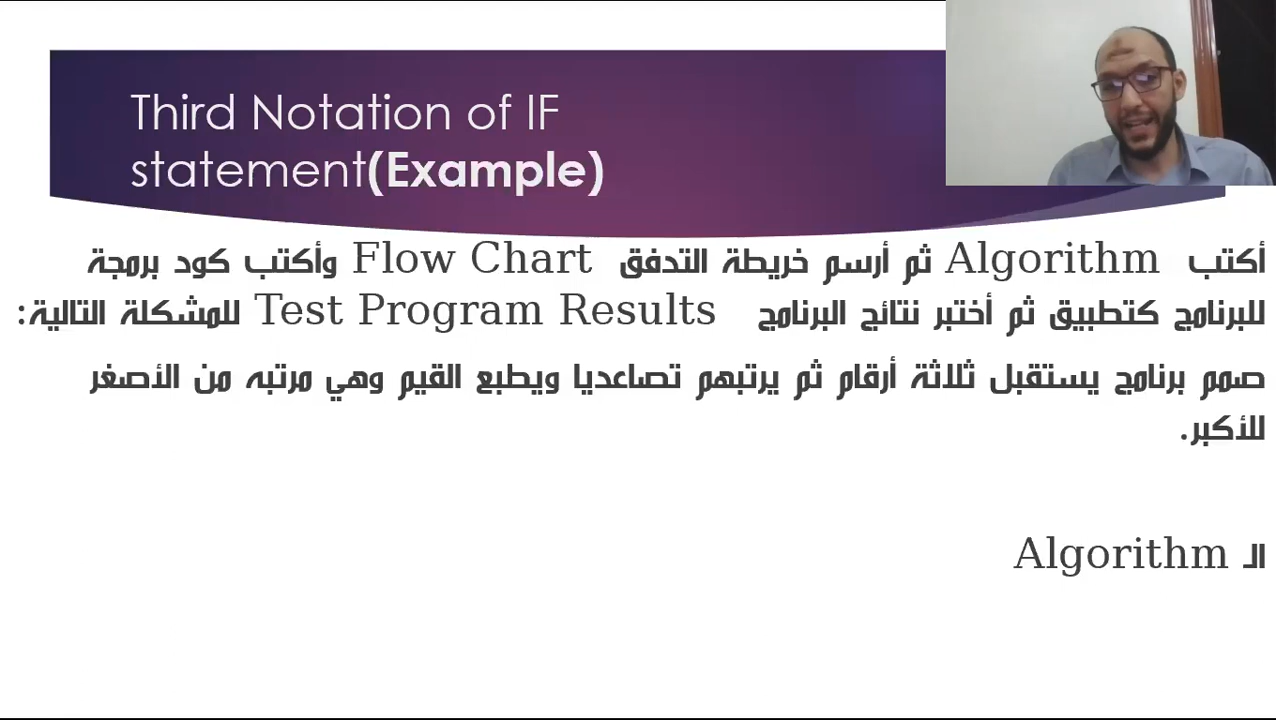 Third Notation of IF
statement(Example)
أكتب Algorithm ثم أرسم خريطة التدفق Flow Chart وأكتب كود برمجة
للبرنامج كتطبيق ثم أختبر نتائج البرنامج Test Program Results للمشكلة التالية:
صمم برنامج يستقبل ثلاثة أرقام ثم يرتبهم تصاعديا ويطبع القيم وهي مرتبه من الأصغر
للأكبر.
الـ Algorithm